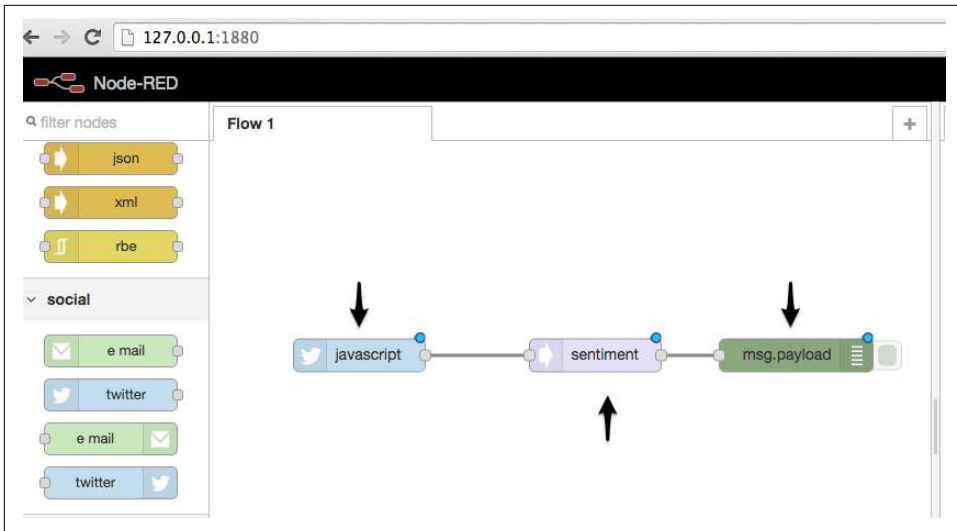 127.0.0.1:1880
Node-RED
filter nodes
Flow 1
+
json
xml
rbe
social
e mail
twitter
e mail
twitter
javascript
sentiment
msg.payload